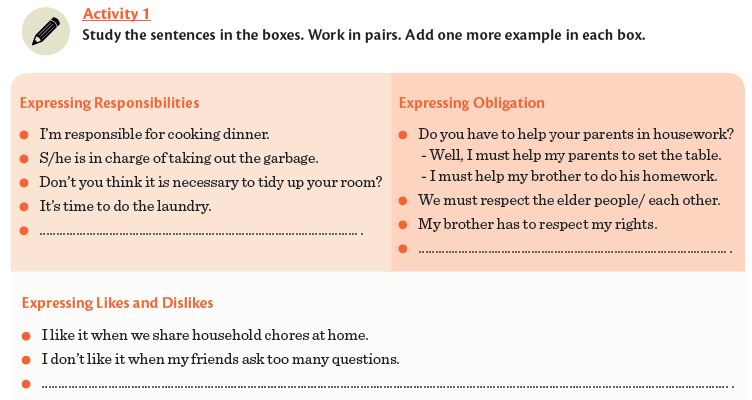 Activity 1
Study the sentences in the boxes. Work in pairs. Add one more example in each box.
Expressing Responsibilities
I'm responsible for cooking dinner.
S/he is in charge of taking out the garbage.
Don't you think it is necessary to tidy up your room?
It's time to do the laundry.
.................................................................................................. .
Expressing Obligation
Do you have to help your parents in housework?
- Well, I must help my parents to set the table.
- I must help my brother to do his homework.
We must respect the elder people/ each other.
My brother has to respect my rights.
.................................................................................................. .
Expressing Likes and Dislikes
I like it when we share household chores at home.
I don't like it when my friends ask too many questions.
.................................................................................................. .